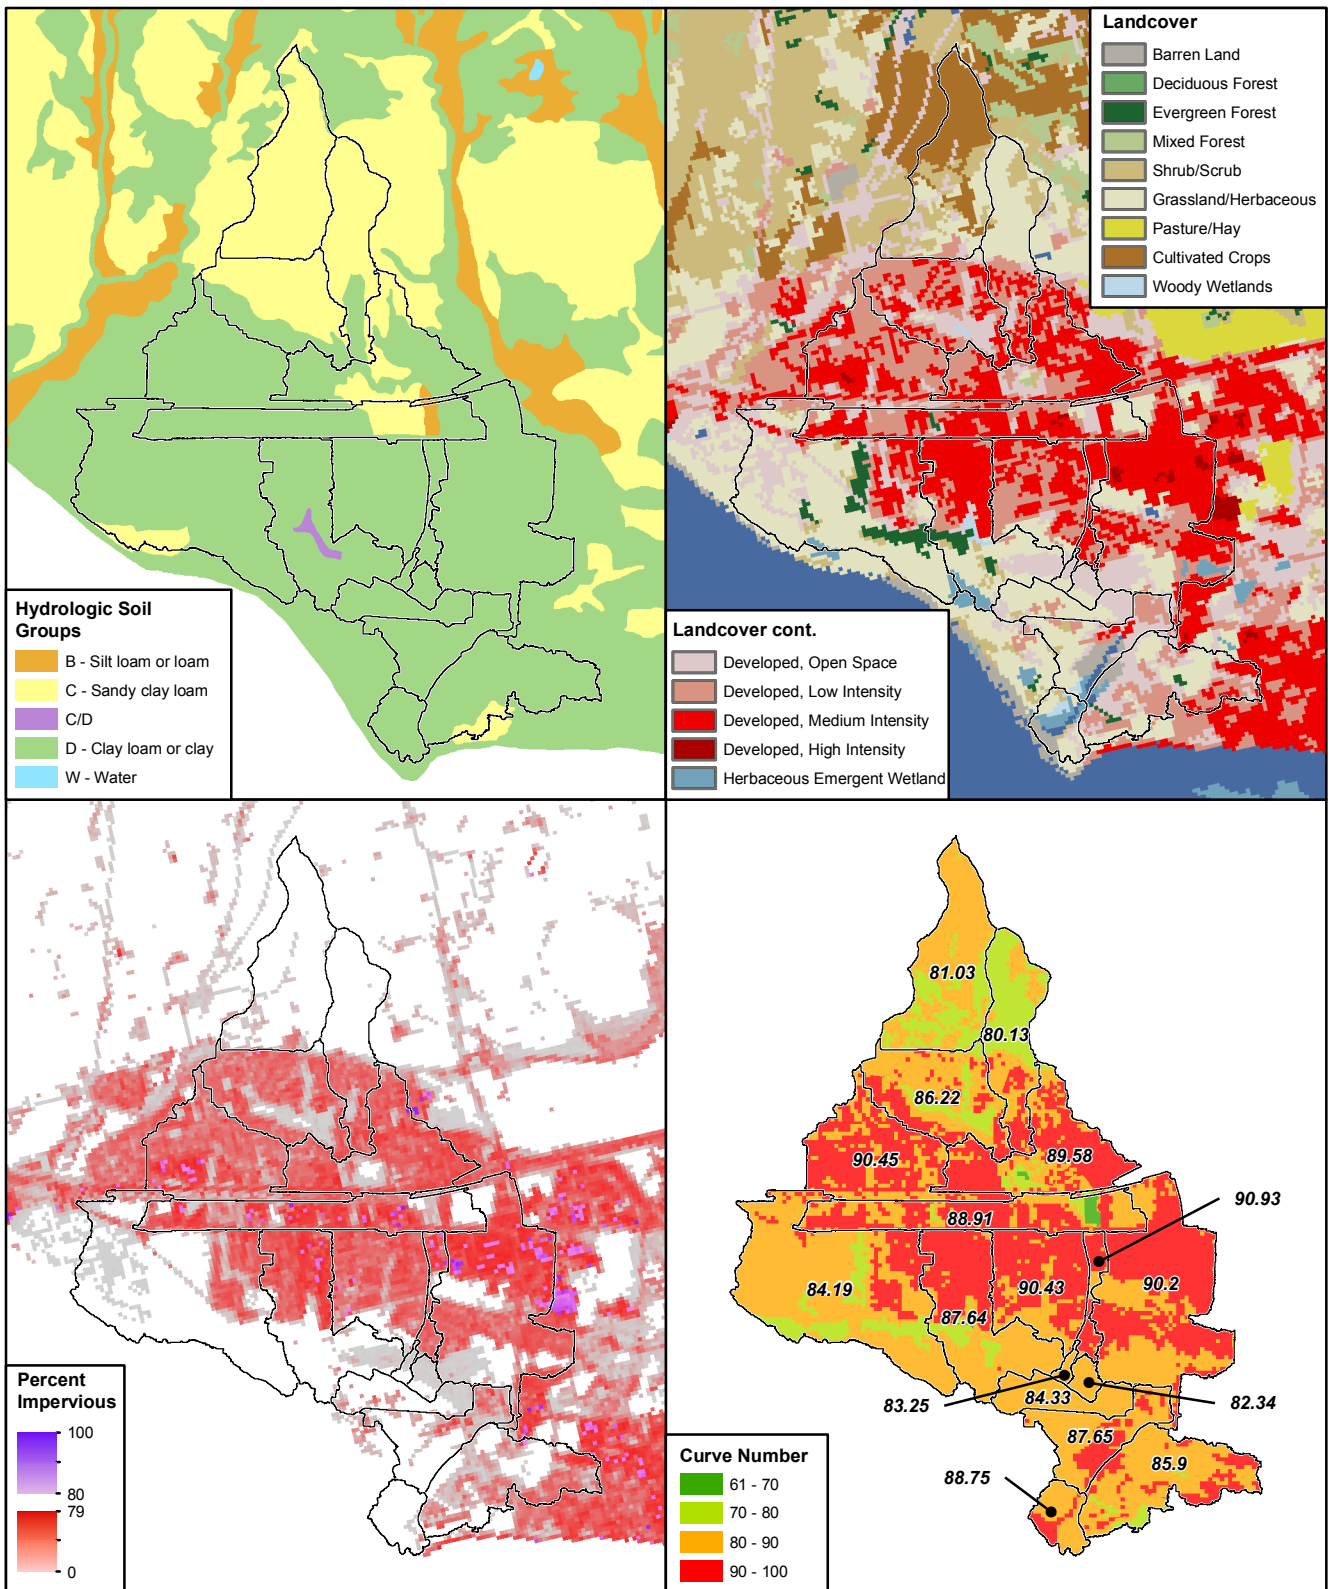 Hydrologic Soil
Groups
B - Silt loam or loam
C - Sandy clay loam
C/D
D - Clay loam or clay
W - Water
Landcover
Barren Land
Deciduous Forest
Evergreen Forest
Mixed Forest
Shrub/Scrub
Grassland/Herbaceous
Pasture/Hay
Cultivated Crops
Woody Wetlands
Landcover cont.
Developed, Open Space
Developed, Low Intensity
Developed, Medium Intensity
Developed, High Intensity
Herbaceous Emergent Wetland
Percent
Impervious
100
80
79
0
81.03
80.13
86.22
90.45
89.58
90.93
88.91
84.19
90.43
90.2
87.64
83.25
84.33
82.34
87.65
85.9
88.75
Curve Number
61 - 70
70 - 80
80 - 90
90 - 100